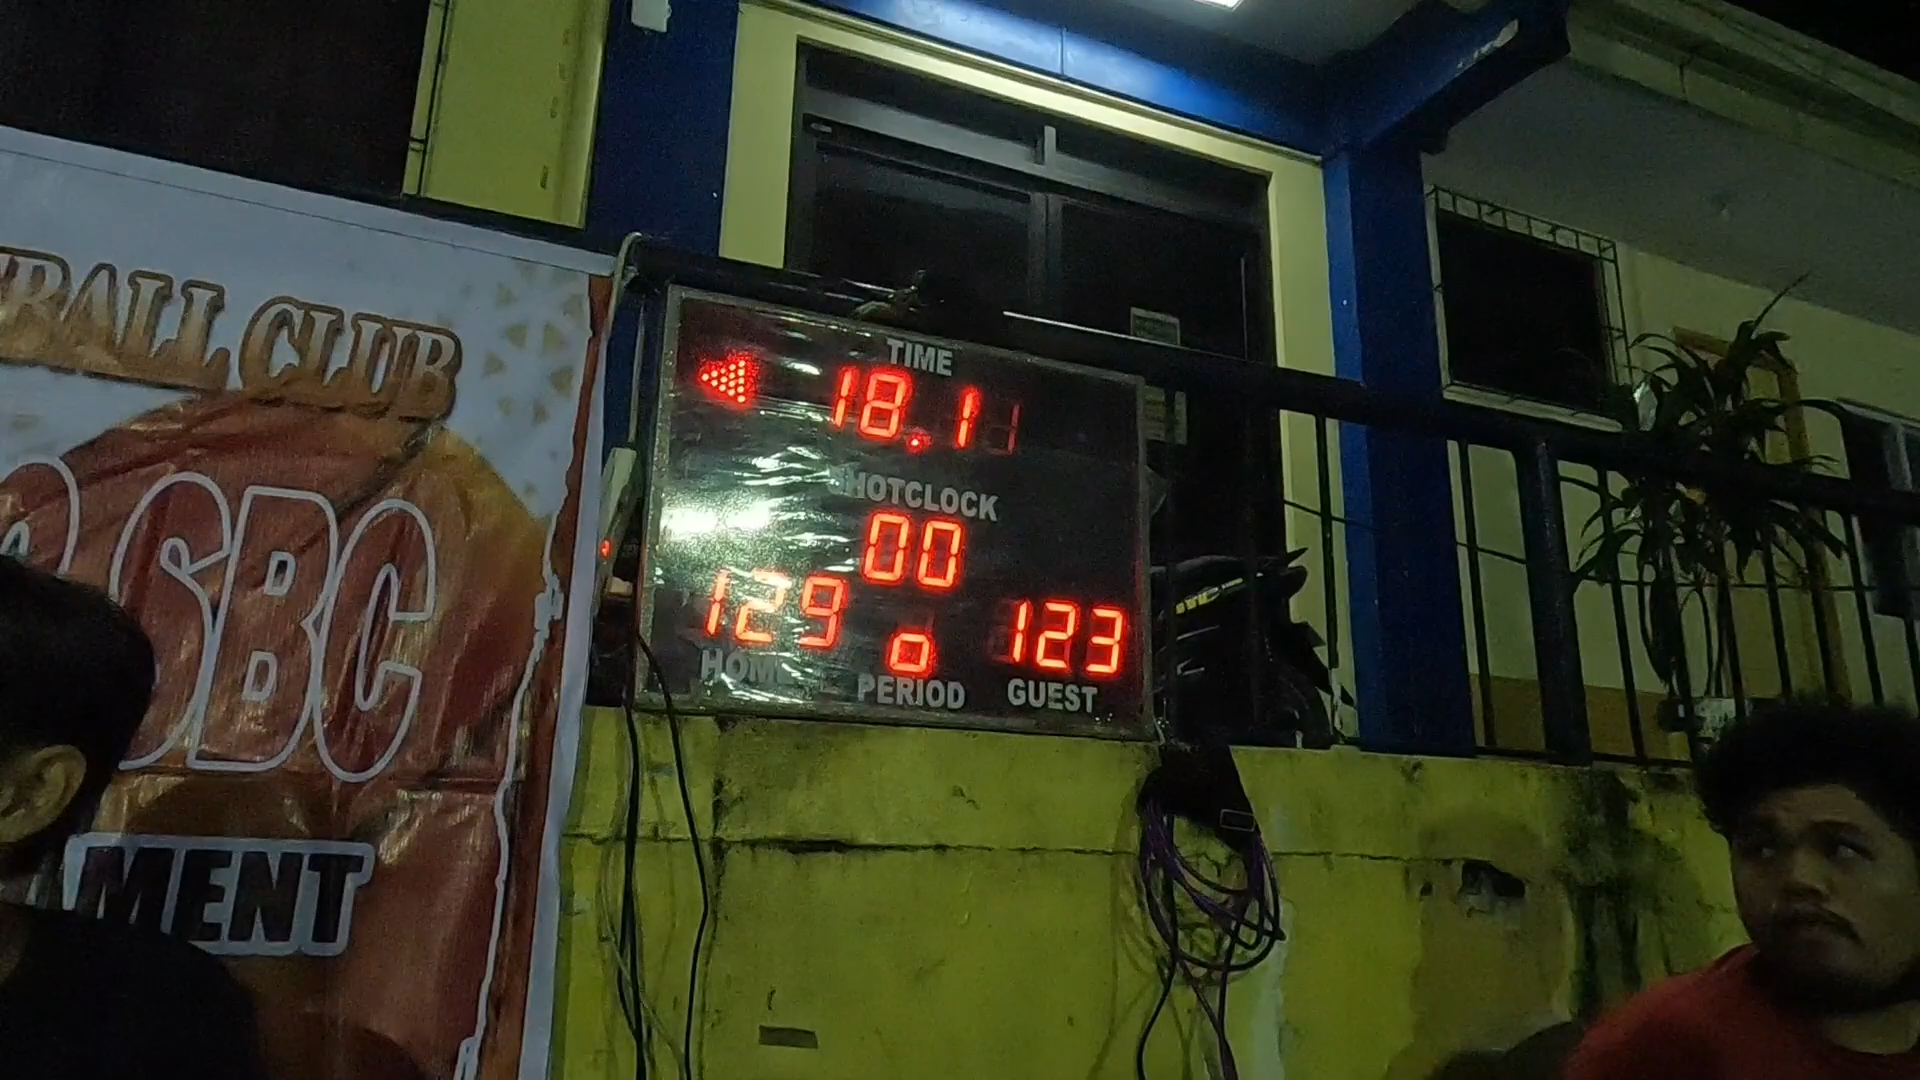 BALL CLUB
SBC
MENT
TIME
18.1
SHOTCLOCK
00
129 o 123
HOME PERIOD GUEST